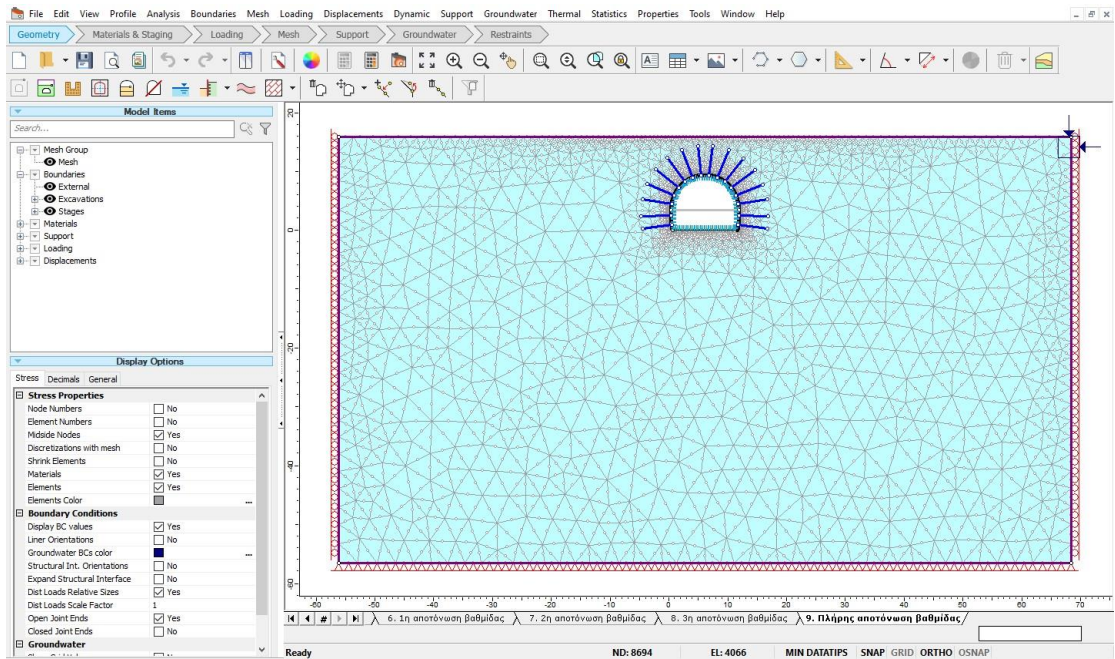 File Edit View Profile Analysis Boundaries Mesh Loading Displacements Dynamic Support Groundwater Thermal Statistics Properties Tools Window Help
Geometry Materials & Staging Loading Mesh Support Groundwater Restraints
Model Items
Search...
Mesh Group
Mesh
Boundaries
External
Excavations
Stages
Materials
Support
Loading
Displacements
Display Options
Stress Decimals General
Stress Properties
Node Numbers No
Element Numbers No
Midside Nodes Yes
Discretizations with mesh No
Shrink Elements No
Materials Yes
Elements Yes
Elements Color ...
Boundary Conditions
Display BC values Yes
Liner Orientations No
Groundwater BCs color ...
Structural Int. Orientations No
Expand Structural Interface No
Dist Loads Relative Sizes Yes
Dist Loads Scale Factor 1
Open Joint Ends Yes
Closed Joint Ends No
Groundwater
20
0
-20
-40
-60
-60 -50 -40 -30 -20 -10 0 10 20 30 40 50 60 70
# 6. 1η αποτόνωση βαθμίδας 7. 2η αποτόνωση βαθμίδας 8. 3η αποτόνωση βαθμίδας 9. Πλήρης αποτόνωση βαθμίδας
Ready ND: 8694 EL: 4066 MIN DATATIPS SNAP GRID ORTHO OSNAP